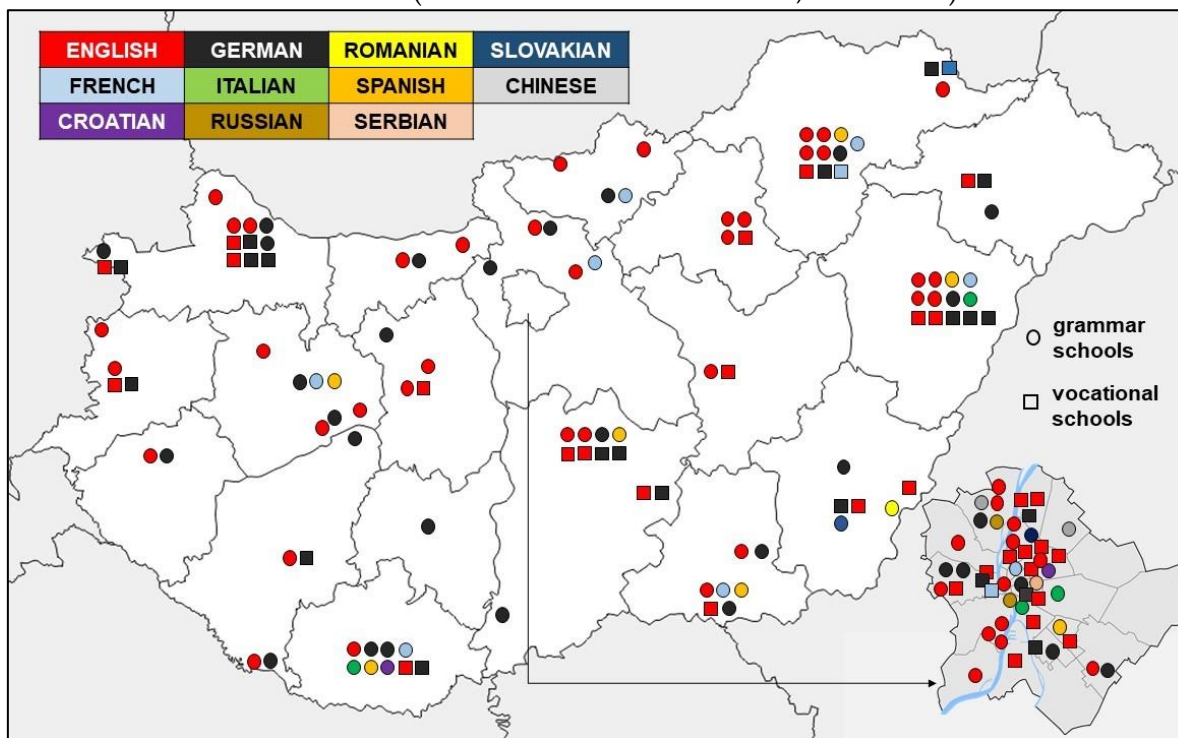 ENGLISH GERMAN ROMANIAN SLOVAKIAN
FRENCH ITALIAN SPANISH CHINESE
CROATIAN RUSSIAN SERBIAN
grammar
schools
vocational
schools